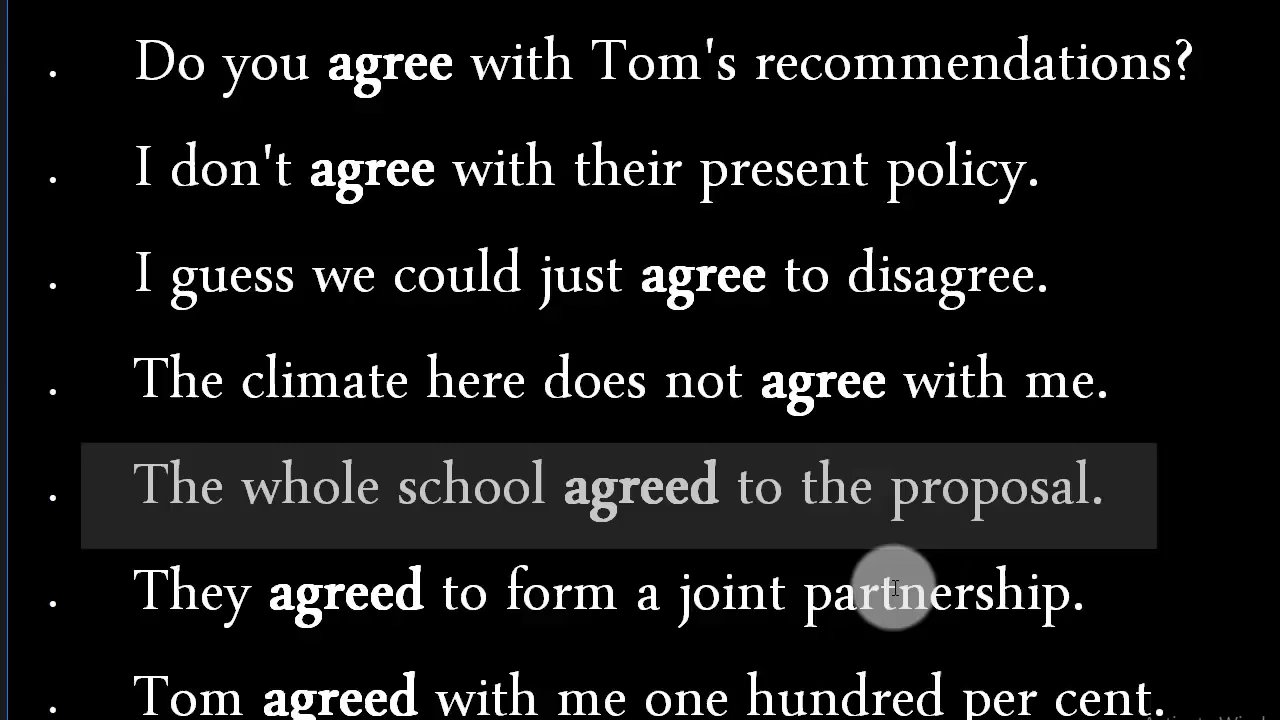 Do you agree with Tom's recommendations?
I don't agree with their present policy.
I guess we could just agree to disagree.
The climate here does not agree with me.
The whole school agreed to the proposal.
They agreed to form a joint partnership.
Tom agreed with me one hundred per cent.